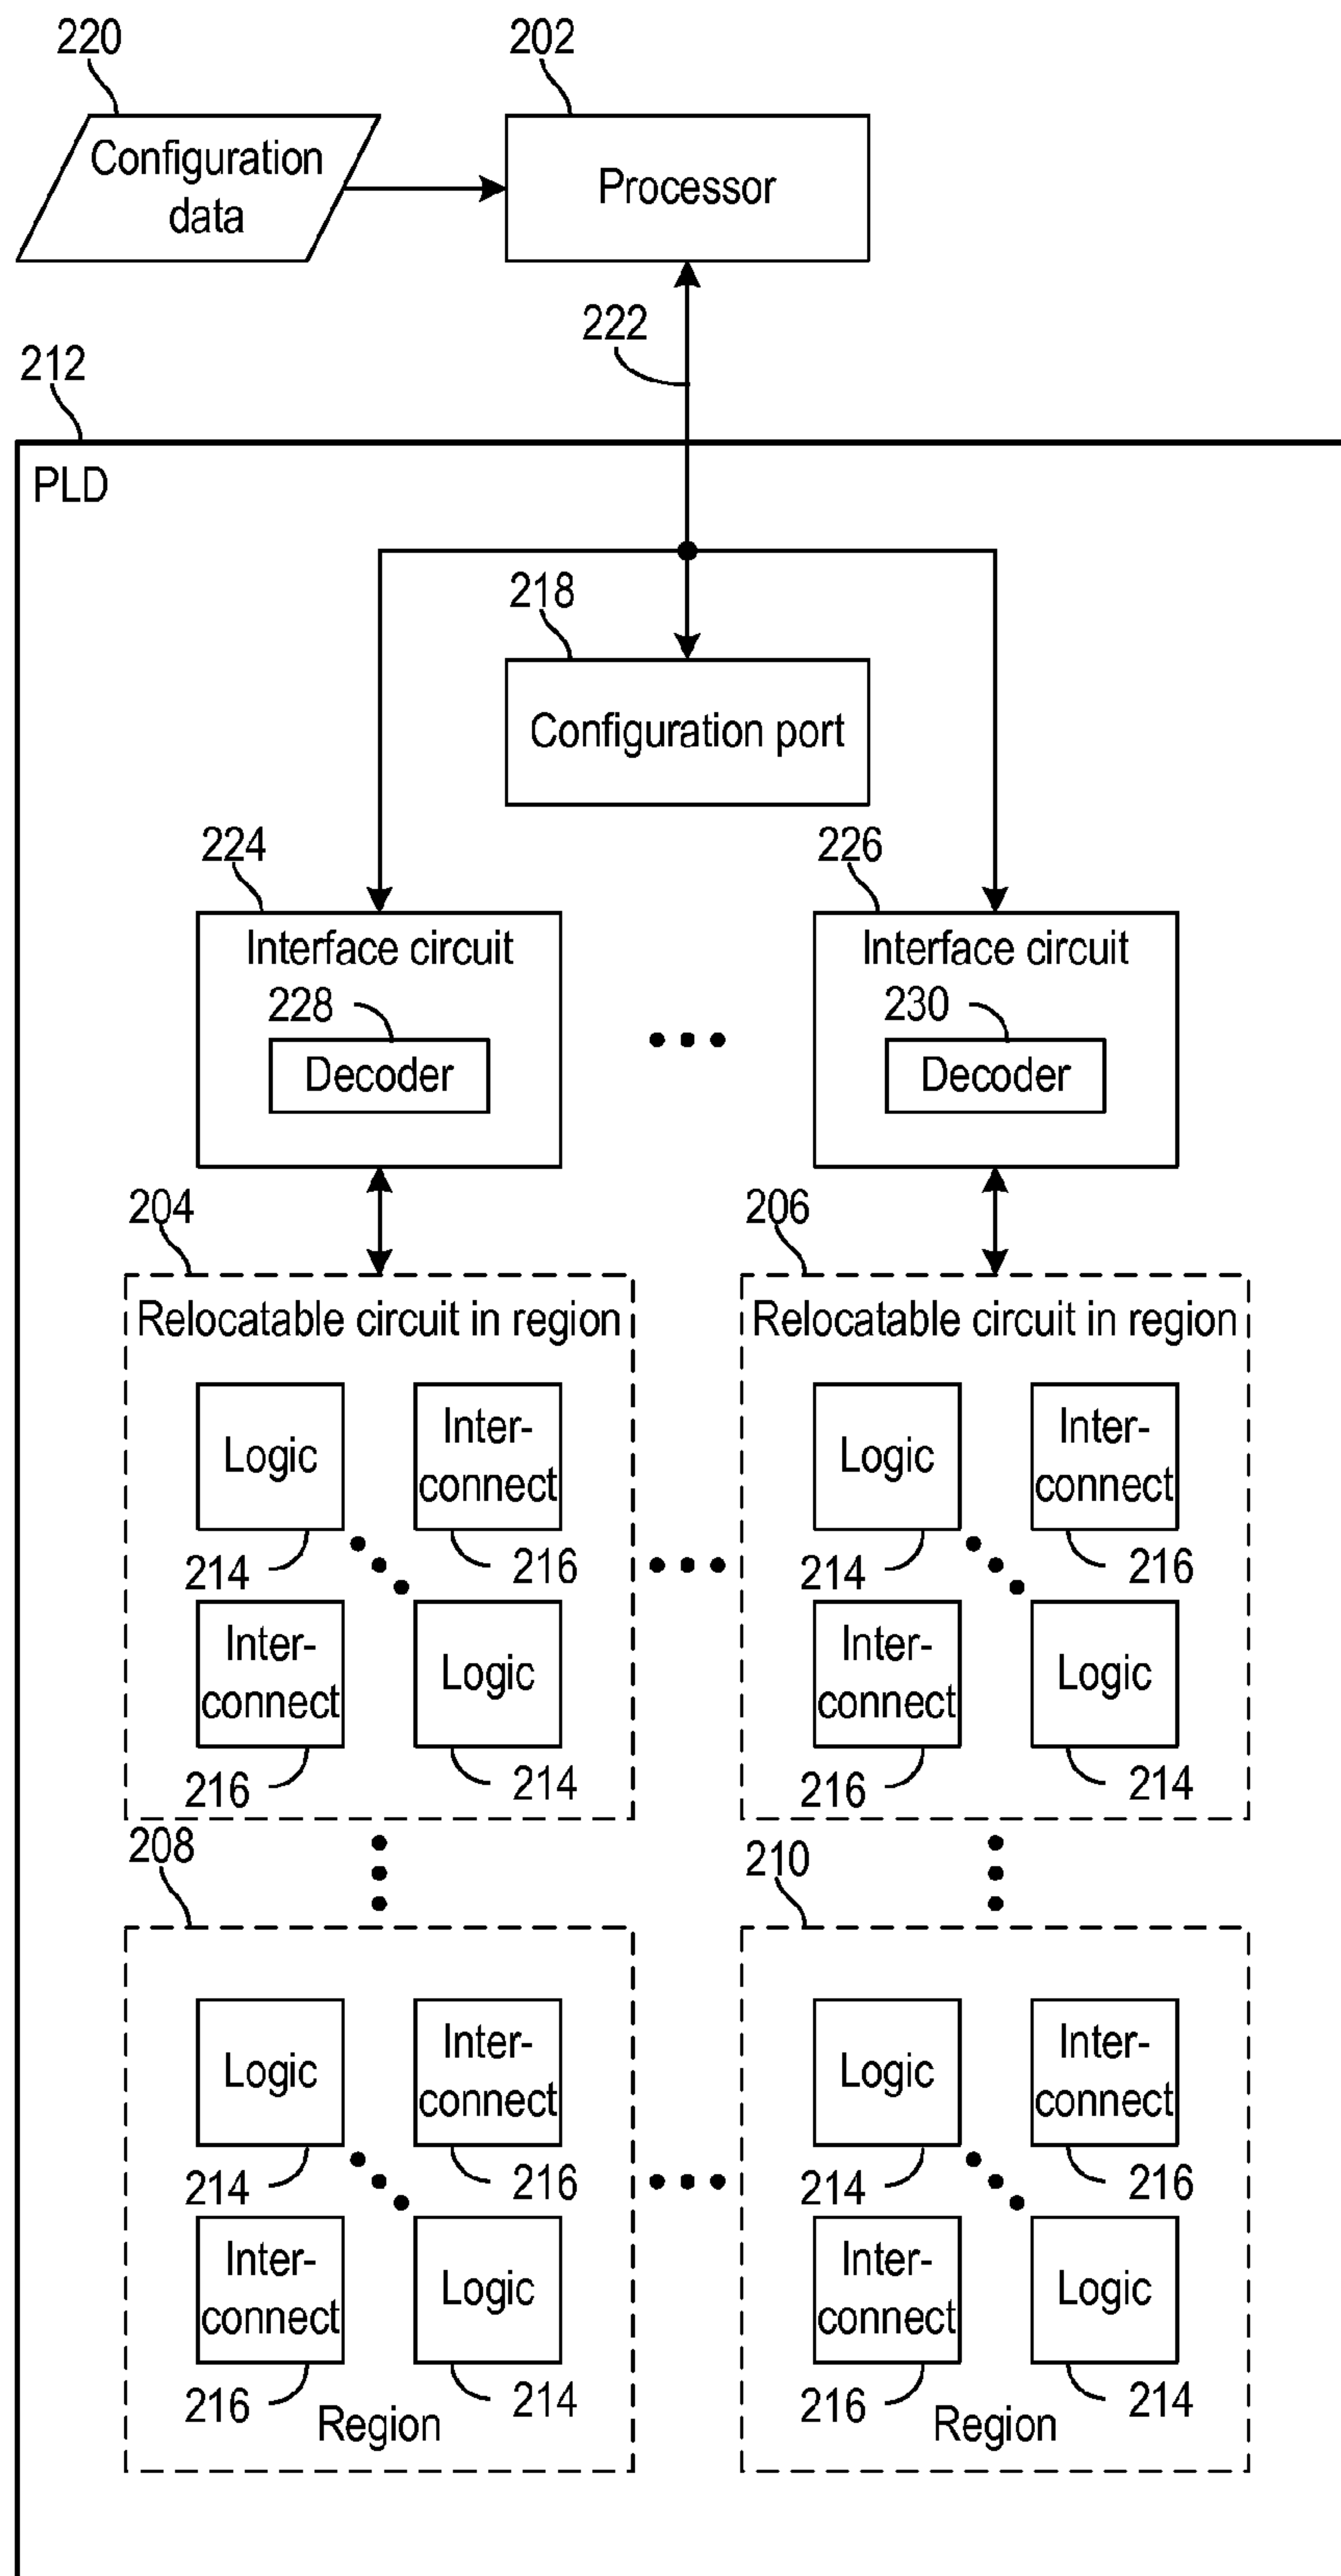 220
202
Configuration
data
Processor
222
212
PLD
218
Configuration port
224
226
Interface circuit
Interface circuit
228
230
Decoder
Decoder
204
206
Relocatable circuit in region
Relocatable circuit in region
Logic
Inter-
connect
Logic
Inter-
connect
214
216
214
216
Inter-
connect
Logic
Inter-
connect
Logic
216
214
216
214
208
210
Logic
Inter-
connect
Logic
Inter-
connect
214
216
214
216
Inter-
connect
Logic
Inter-
connect
Logic
216
214
216
214
Region
Region